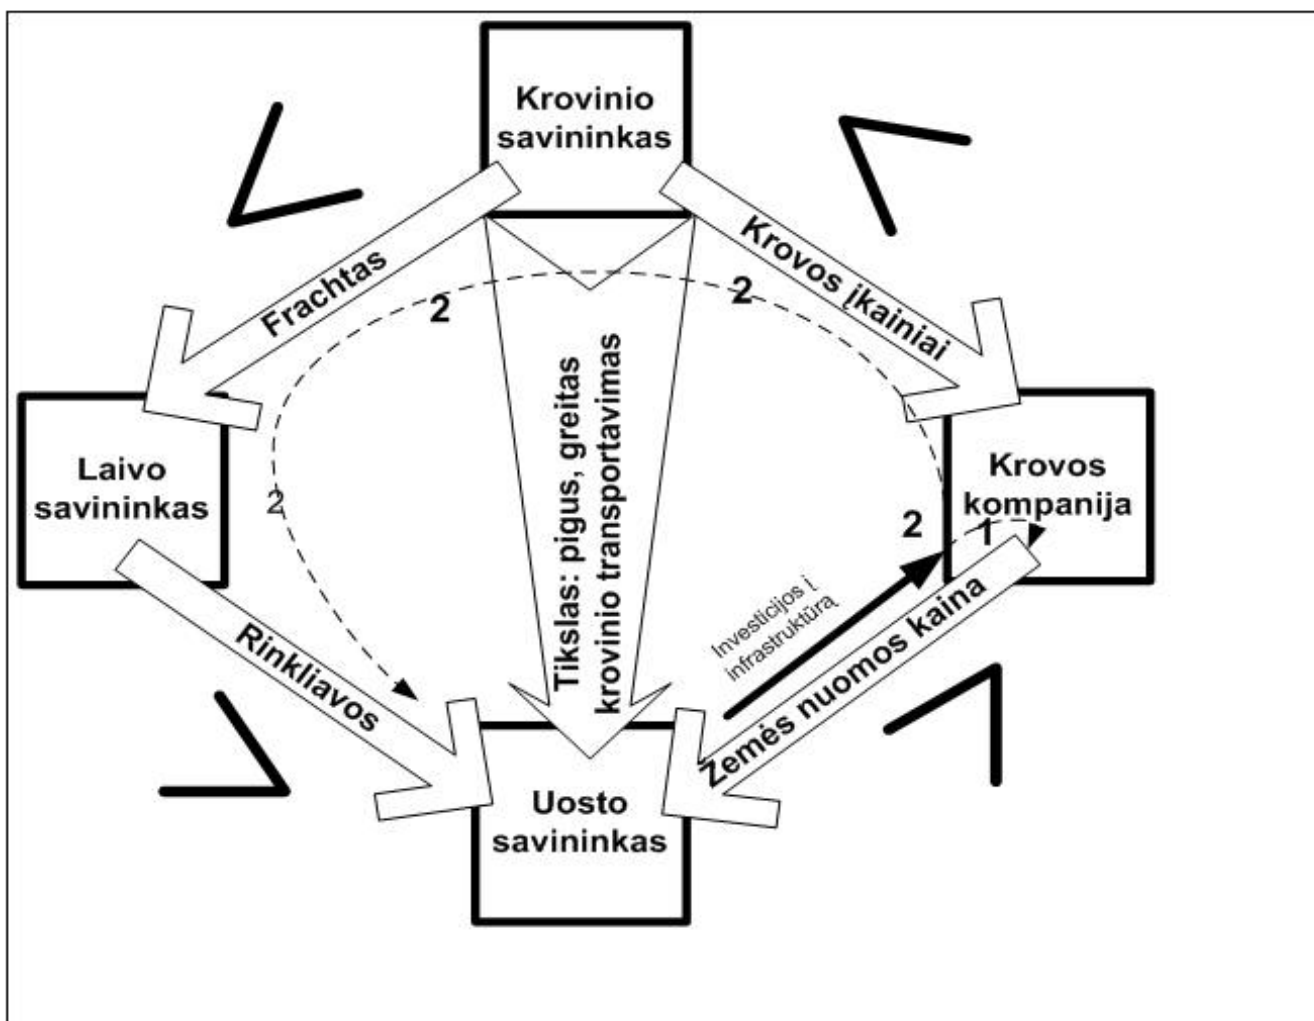 Krovinio
savininkas
Frachtas
Krovos įkainiai
2
2
Tikslas: pigus, greitas
krovinio transportavimas
Laivo
savininkas
2
Krovos
kompanija
2
1
Investicijos į
infrastruktūrą
Rinkliavos
Žemės nuomos kaina
Uosto
savininkas